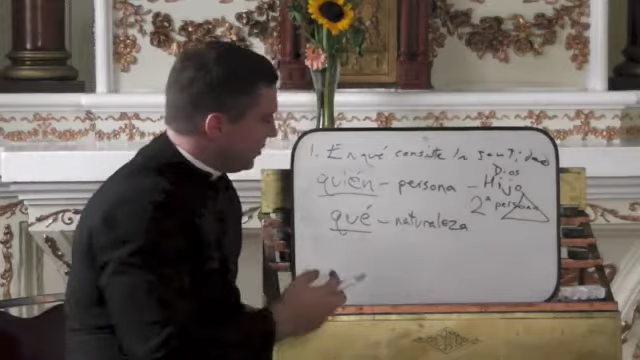 1. En qué consiste la santidad
quién - persona - Dios Hijo
2ª persona
qué - naturaleza